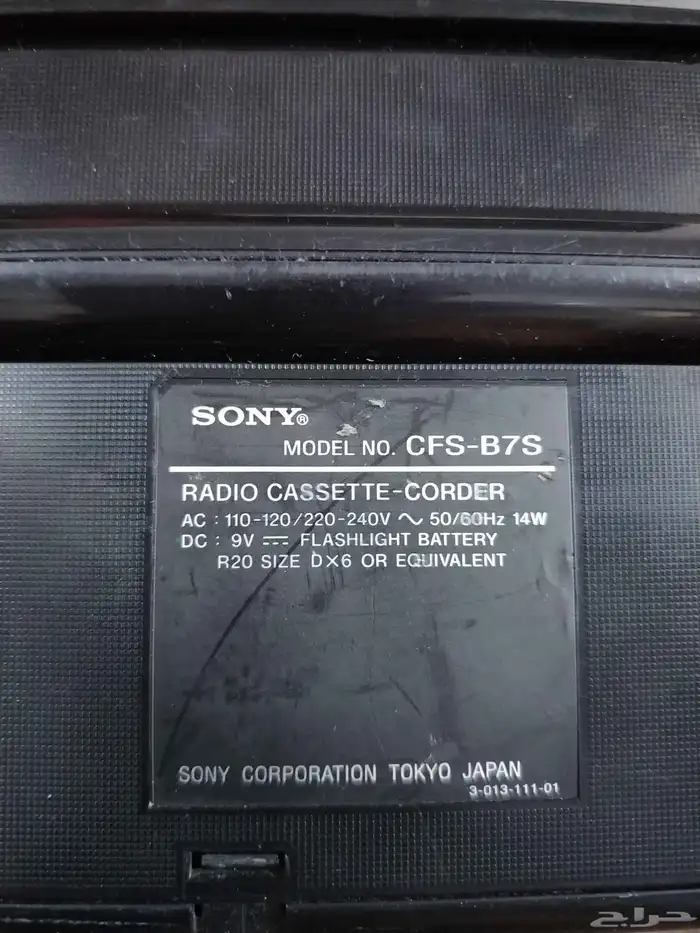 SONY®
MODEL NO. CFS-B7S
RADIO CASSETTE-CORDER
AC : 110-120/220-240V ~ 50/60Hz 14W
DC : 9V ⎓ FLASHLIGHT BATTERY
R20 SIZE D×6 OR EQUIVALENT
SONY CORPORATION TOKYO JAPAN
3-013-111-01
حراج